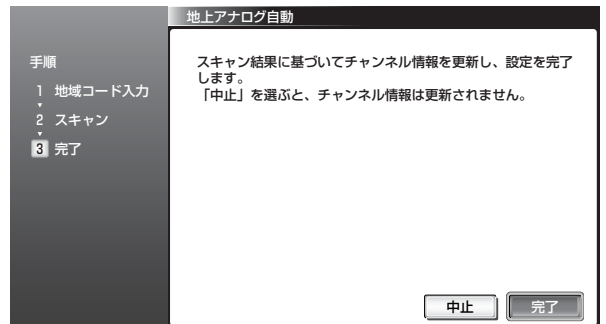 地上アナログ自動
手順
1 地域コード入力
2 スキャン
3 完了
スキャン結果に基づいてチャンネル情報を更新し、設定を完了
します。
「中止」を選ぶと、チャンネル情報は更新されません。
中止
完了